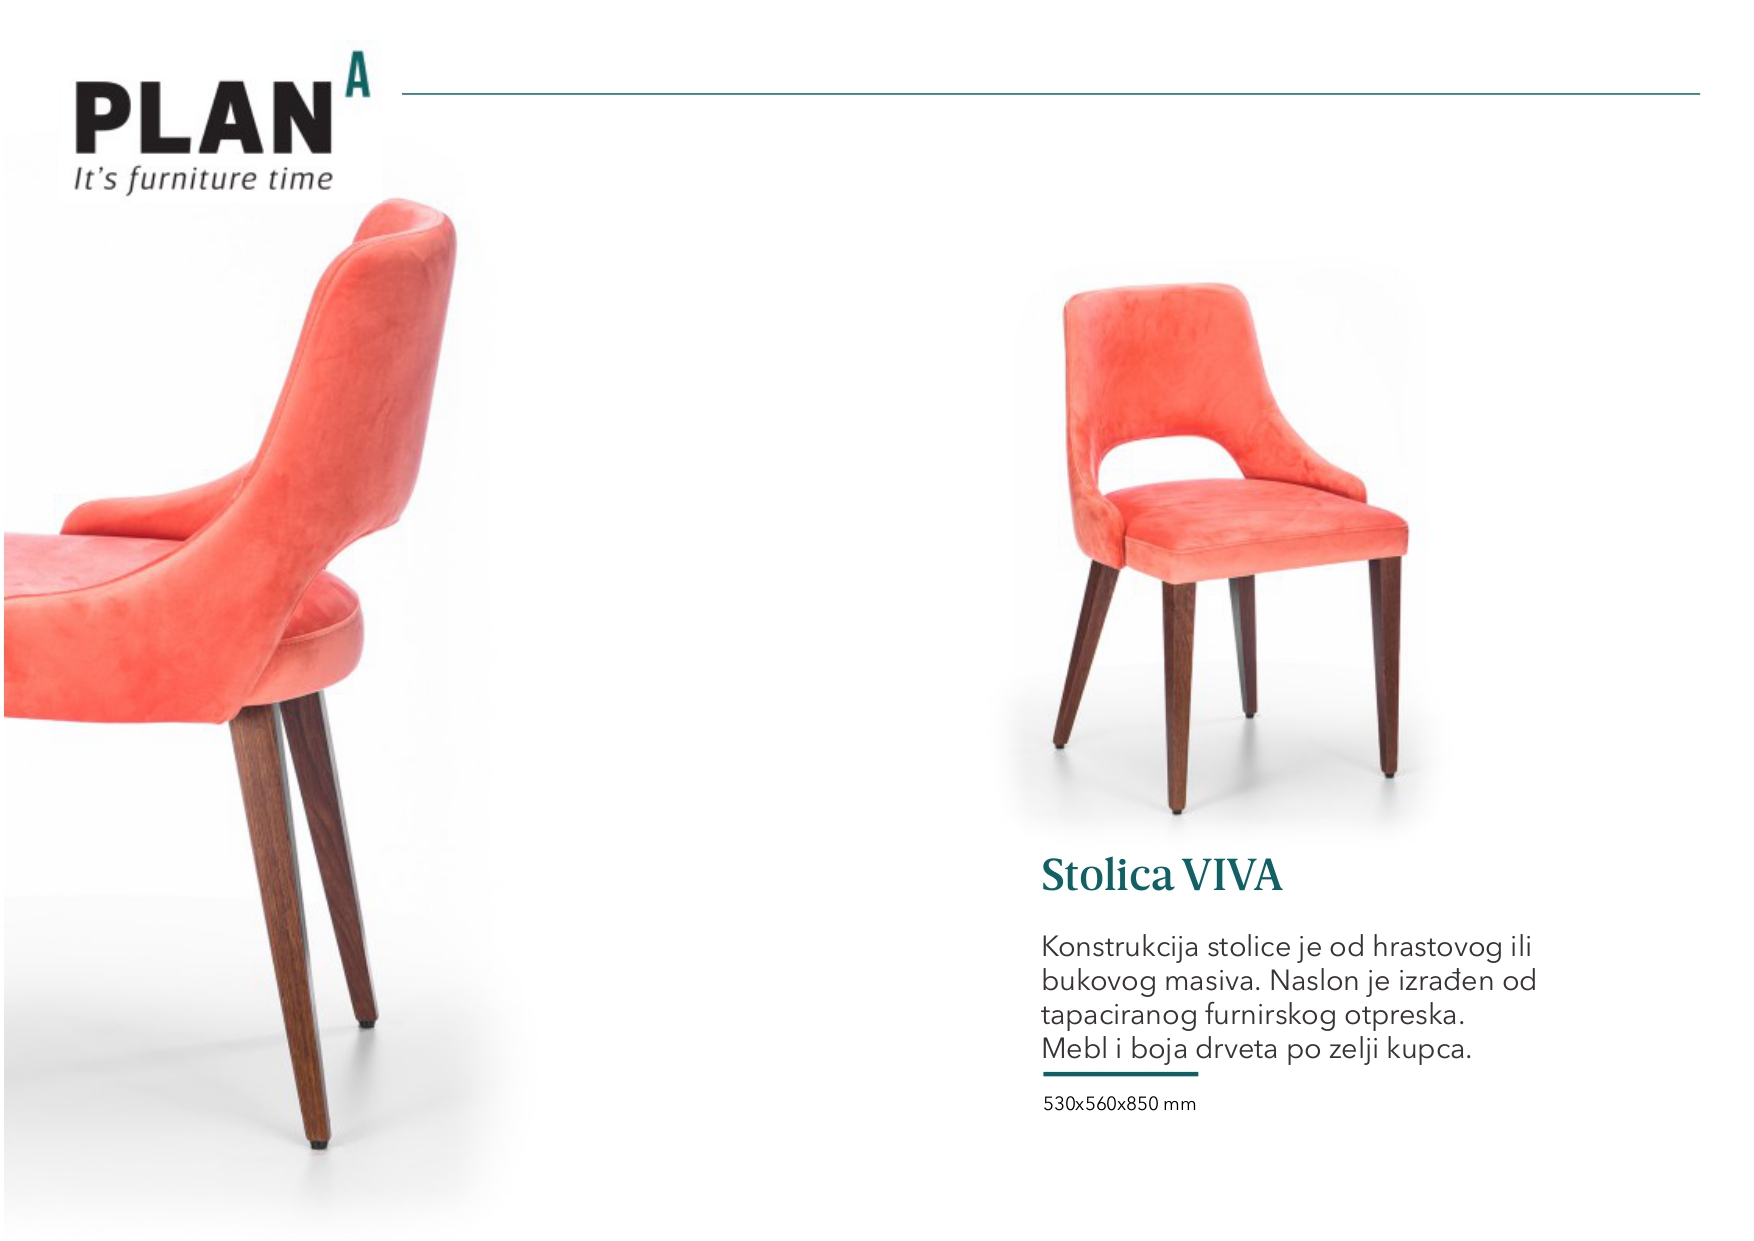 PLAN A
It's furniture time
Stolica VIVA
Konstrukcija stolice je od hrastovog ili
bukovog masiva. Naslon je izrađen od
tapaciranog furnirskog otpreska.
Mebl i boja drveta po zelji kupca.
530x560x850 mm